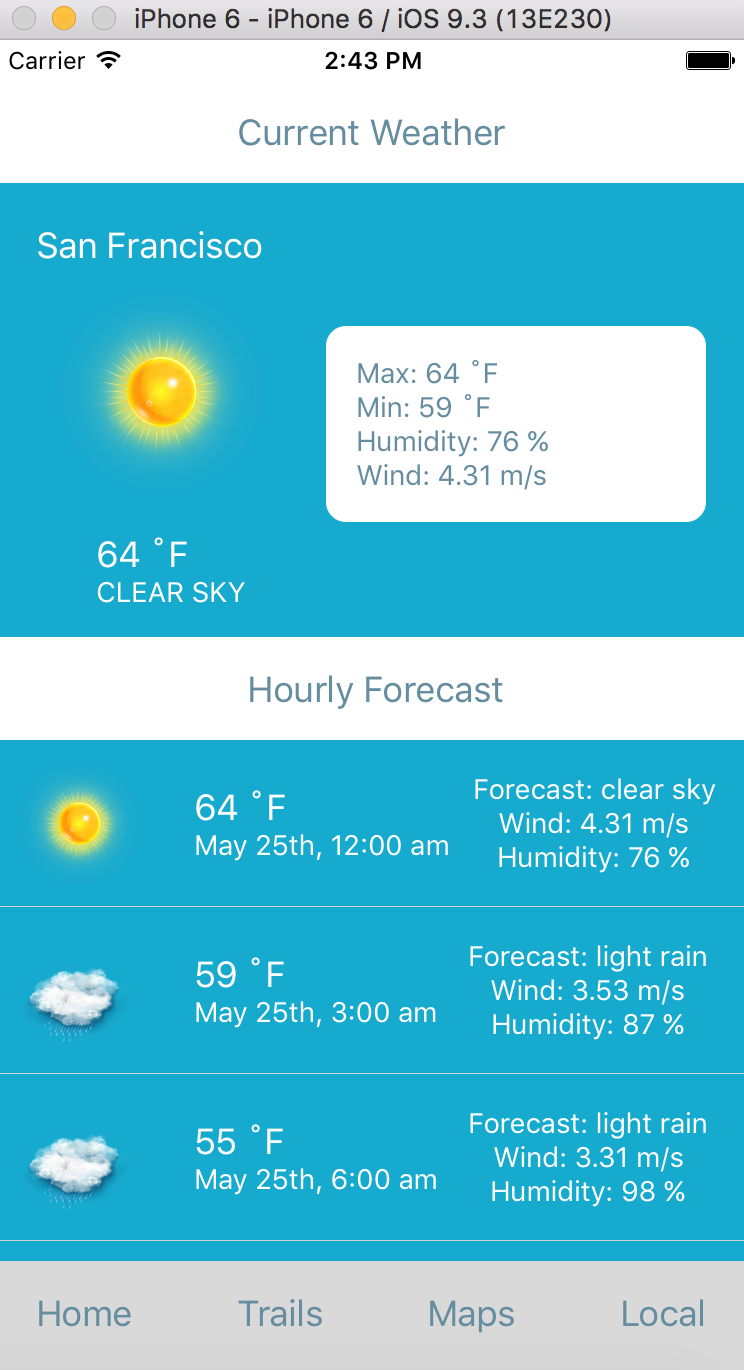 iPhone 6 - iPhone 6 / iOS 9.3 (13E230)
Carrier 2:43 PM
Current Weather
San Francisco
Max: 64 ˚F
Min: 59 ˚F
Humidity: 76 %
Wind: 4.31 m/s
64 ˚F
CLEAR SKY
Hourly Forecast
64 ˚F
May 25th, 12:00 am
Forecast: clear sky
Wind: 4.31 m/s
Humidity: 76 %
59 ˚F
May 25th, 3:00 am
Forecast: light rain
Wind: 3.53 m/s
Humidity: 87 %
55 ˚F
May 25th, 6:00 am
Forecast: light rain
Wind: 3.31 m/s
Humidity: 98 %
Home Trails Maps Local